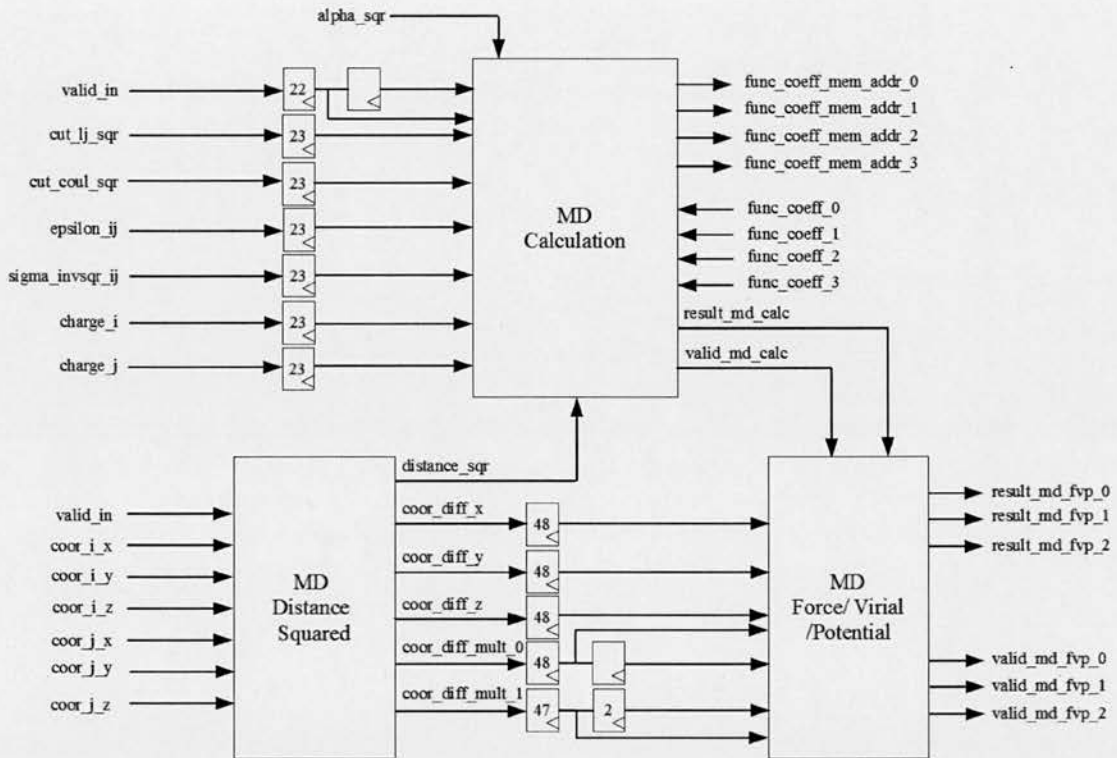 alpha_sqr
valid_in
22
cut_lj_sqr
23
cut_coul_sqr
23
epsilon_ij
23
sigma_invsqr_ij
23
charge_i
23
charge_j
23
MD
Calculation
func_coeff_mem_addr_0
func_coeff_mem_addr_1
func_coeff_mem_addr_2
func_coeff_mem_addr_3
func_coeff_0
func_coeff_1
func_coeff_2
func_coeff_3
result_md_calc
valid_md_calc
valid_in
coor_i_x
coor_i_y
coor_i_z
coor_j_x
coor_j_y
coor_j_z
MD
Distance
Squared
distance_sqr
coor_diff_x
48
coor_diff_y
48
coor_diff_z
48
coor_diff_mult_0
48
coor_diff_mult_1
47
2
MD
Force/ Virial
/Potential
result_md_fvp_0
result_md_fvp_1
result_md_fvp_2
valid_md_fvp_0
valid_md_fvp_1
valid_md_fvp_2